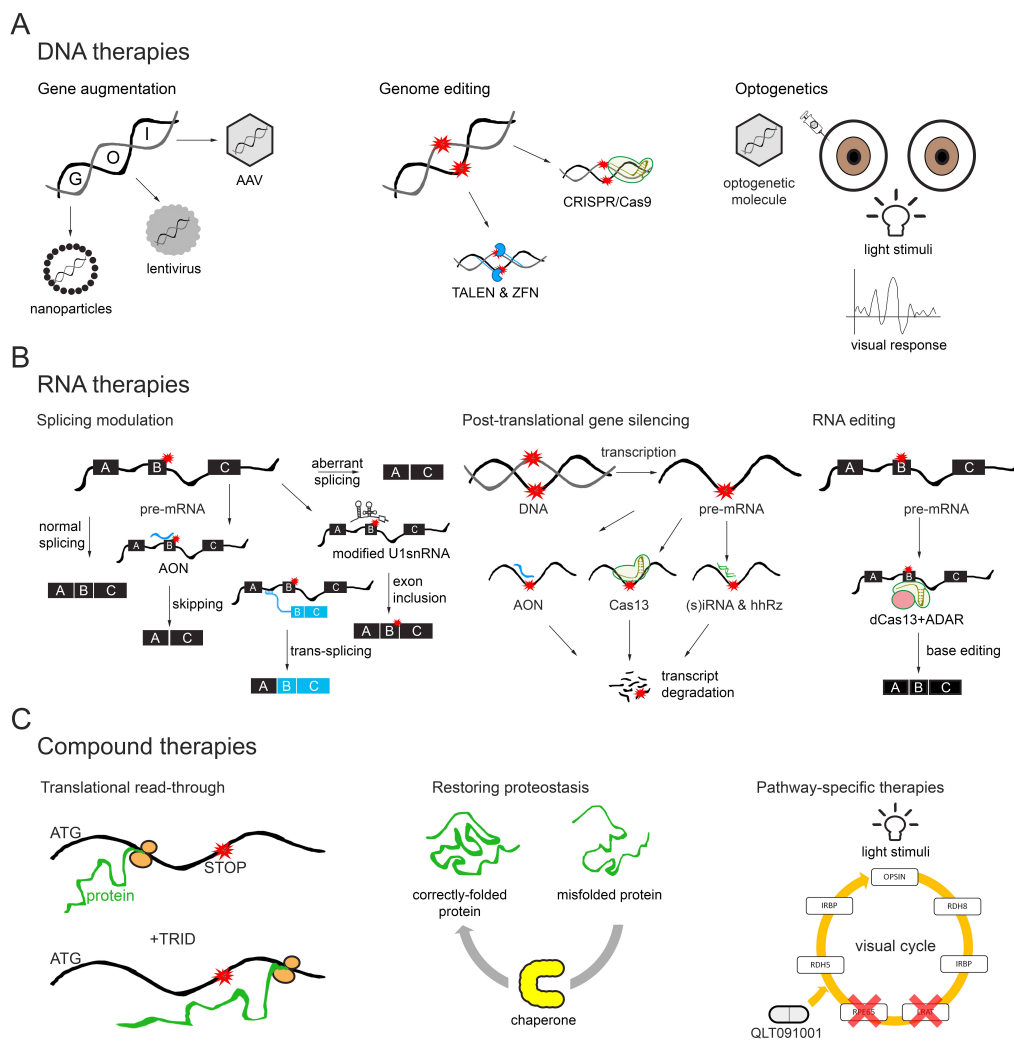 A
DNA therapies
Gene augmentation
G O I
AAV
lentivirus
nanoparticles
Genome editing
CRISPR/Cas9
TALEN & ZFN
Optogenetics
optogenetic
molecule
light stimuli
visual response
B
RNA therapies
Splicing modulation
A B C
pre-mRNA
aberrant
splicing
A C
normal
splicing
A B C
A B C
AON
skipping
A C
A B C
modified U1snRNA
exon
inclusion
A B C
A B
B C
trans-splicing
A B C
Post-translational gene silencing
transcription
DNA
pre-mRNA
AON
Cas13
(s)iRNA & hhRz
transcript
degradation
RNA editing
A B C
pre-mRNA
A B C
dCas13+ADAR
base editing
A B C
C
Compound therapies
Translational read-through
ATG
STOP
protein
+TRID
ATG
Restoring proteostasis
correctly-folded
protein
misfolded protein
chaperone
Pathway-specific therapies
light stimuli
OPSIN
IRBP
RDH8
visual cycle
RDH5
IRBP
RPE65
LRAT
QLT091001